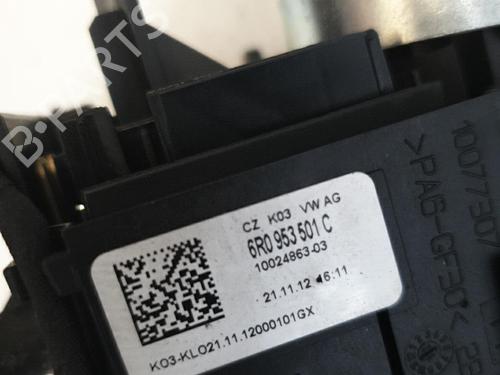 B-PARTS
CZ K03 VW AG
6R0 953 501 C
10024863-03
21.11.12 16:11
K03-KLO21.11.12000101GX
>PA6-GF30<